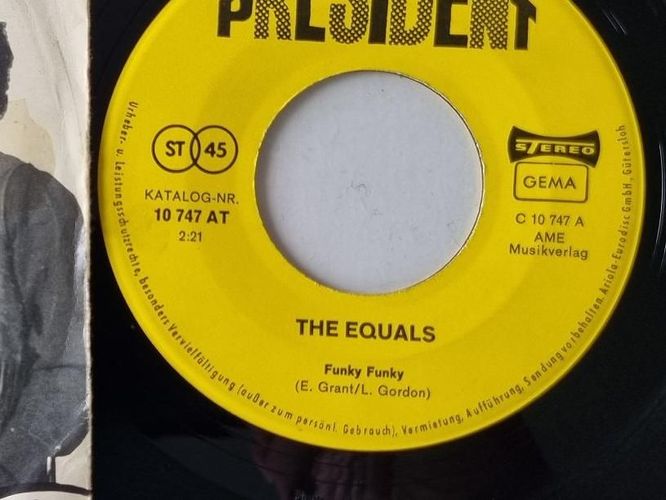 PRESIDENT
ST 45
KATALOG-NR.
10 747 AT
2:21
STEREO
GEMA
C 10 747 A
AME
Musikverlag
THE EQUALS
Funky Funky
(E. Grant/L. Gordon)
Urheber- u. Leistungsschutzrechte, besonders Vervielfältigung (außer zum persönl. Gebrauch), Vermietung, Aufführung, Sendung vorbehalten. Ariola-Eurodisc GmbH, Gütersloh